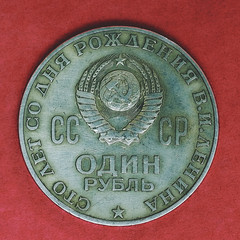 СТО ЛЕТ СО ДНЯ РОЖДЕНИЯ В.И.ЛЕНИНА
СС СР
ОДИН
РУБЛЬ